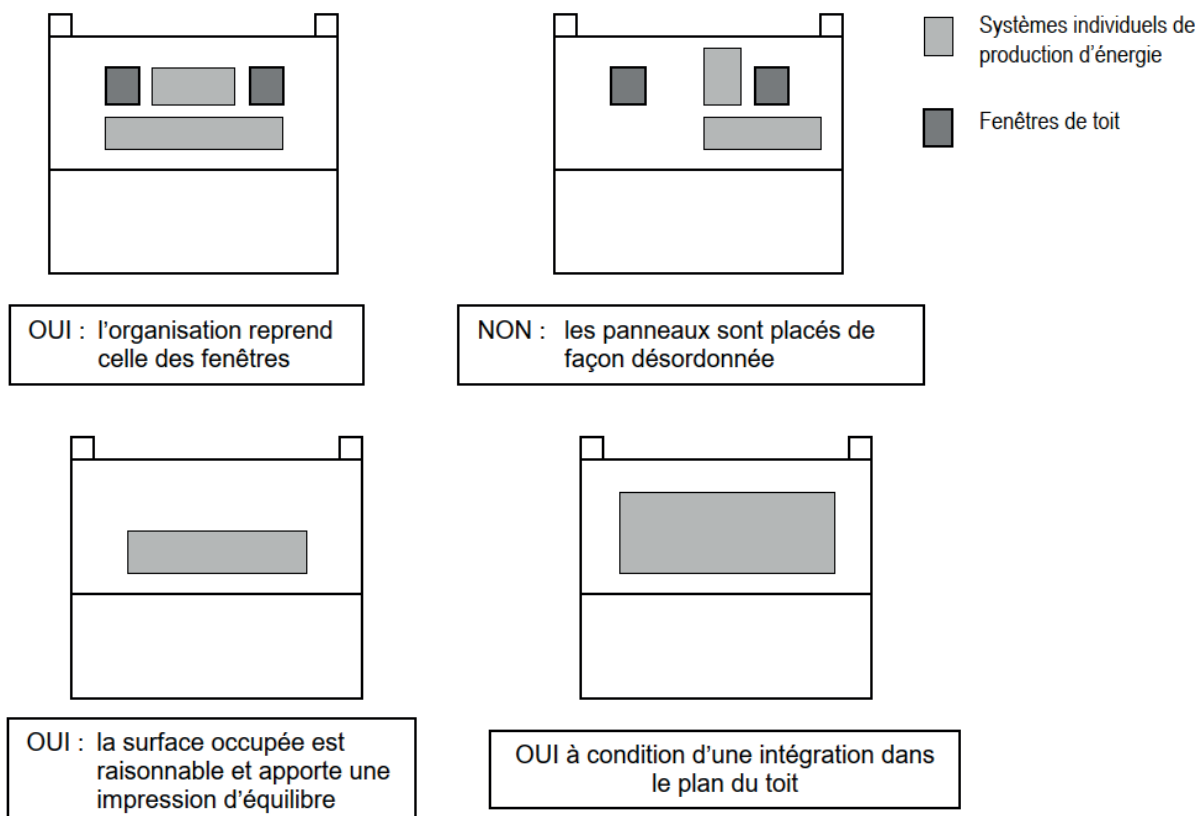 Systèmes individuels de
production d'énergie
Fenêtres de toit
OUI : l'organisation reprend
celle des fenêtres
NON : les panneaux sont placés de
façon désordonnée
OUI : la surface occupée est
raisonnable et apporte une
impression d'équilibre
OUI à condition d'une intégration dans
le plan du toit